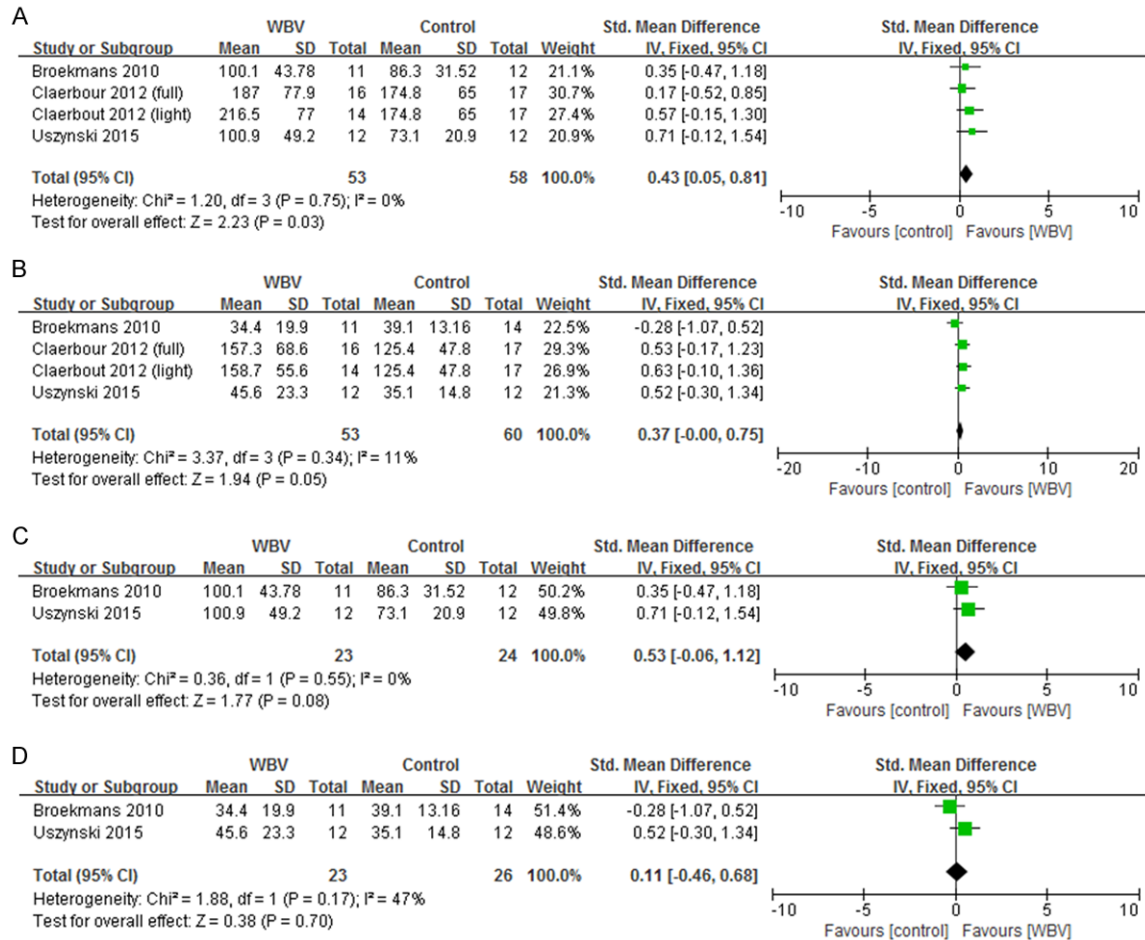 A
WBV Control Std. Mean Difference Std. Mean Difference
Study or Subgroup Mean SD Total Mean SD Total Weight IV, Fixed, 95% CI IV, Fixed, 95% CI
Broekmans 2010 100.1 43.78 11 86.3 31.52 12 21.1% 0.35 [-0.47, 1.18]
Claerbour 2012 (full) 187 77.9 16 174.8 65 17 30.7% 0.17 [-0.52, 0.85]
Claerbout 2012 (light) 216.5 77 14 174.8 65 17 27.4% 0.57 [-0.15, 1.30]
Uszynski 2015 100.9 49.2 12 73.1 20.9 12 20.9% 0.71 [-0.12, 1.54]
Total (95% CI) 53 58 100.0% 0.43 [0.05, 0.81]
Heterogeneity: Chi² = 1.20, df = 3 (P = 0.75); I² = 0%
Test for overall effect: Z = 2.23 (P = 0.03)
-10 -5 0 5 10
Favours [control] Favours [WBV]
B
WBV Control Std. Mean Difference Std. Mean Difference
Study or Subgroup Mean SD Total Mean SD Total Weight IV, Fixed, 95% CI IV, Fixed, 95% CI
Broekmans 2010 34.4 19.9 11 39.1 13.16 14 22.5% -0.28 [-1.07, 0.52]
Claerbour 2012 (full) 157.3 68.6 16 125.4 47.8 17 29.3% 0.53 [-0.17, 1.23]
Claerbout 2012 (light) 158.7 55.6 14 125.4 47.8 17 26.9% 0.63 [-0.10, 1.36]
Uszynski 2015 45.6 23.3 12 35.1 14.8 12 21.3% 0.52 [-0.30, 1.34]
Total (95% CI) 53 60 100.0% 0.37 [-0.00, 0.75]
Heterogeneity: Chi² = 3.37, df = 3 (P = 0.34); I² = 11%
Test for overall effect: Z = 1.94 (P = 0.05)
-20 -10 0 10 20
Favours [control] Favours [WBV]
C
WBV Control Std. Mean Difference Std. Mean Difference
Study or Subgroup Mean SD Total Mean SD Total Weight IV, Fixed, 95% CI IV, Fixed, 95% CI
Broekmans 2010 100.1 43.78 11 86.3 31.52 12 50.2% 0.35 [-0.47, 1.18]
Uszynski 2015 100.9 49.2 12 73.1 20.9 12 49.8% 0.71 [-0.12, 1.54]
Total (95% CI) 23 24 100.0% 0.53 [-0.06, 1.12]
Heterogeneity: Chi² = 0.36, df = 1 (P = 0.55); I² = 0%
Test for overall effect: Z = 1.77 (P = 0.08)
-10 -5 0 5 10
Favours [control] Favours [WBV]
D
WBV Control Std. Mean Difference Std. Mean Difference
Study or Subgroup Mean SD Total Mean SD Total Weight IV, Fixed, 95% CI IV, Fixed, 95% CI
Broekmans 2010 34.4 19.9 11 39.1 13.16 14 51.4% -0.28 [-1.07, 0.52]
Uszynski 2015 45.6 23.3 12 35.1 14.8 12 48.6% 0.52 [-0.30, 1.34]
Total (95% CI) 23 26 100.0% 0.11 [-0.46, 0.68]
Heterogeneity: Chi² = 1.88, df = 1 (P = 0.17); I² = 47%
Test for overall effect: Z = 0.38 (P = 0.70)
-10 -5 0 5 10
Favours [control] Favours [WBV]